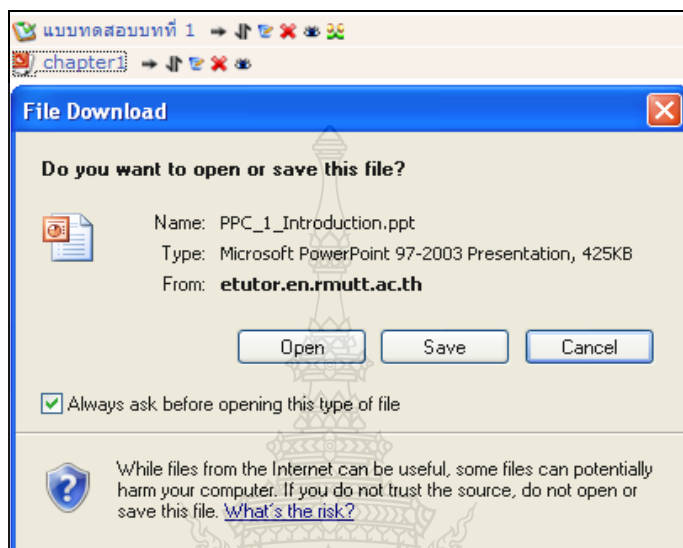 แบบทดสอบบทที่ 1
chapter1
File Download
Do you want to open or save this file?
Name: PPC_1_Introduction.ppt
Type: Microsoft PowerPoint 97-2003 Presentation, 425KB
From: etutor.en.rmutt.ac.th
Open Save Cancel
Always ask before opening this type of file
While files from the Internet can be useful, some files can potentially
harm your computer. If you do not trust the source, do not open or
save this file. What's the risk?